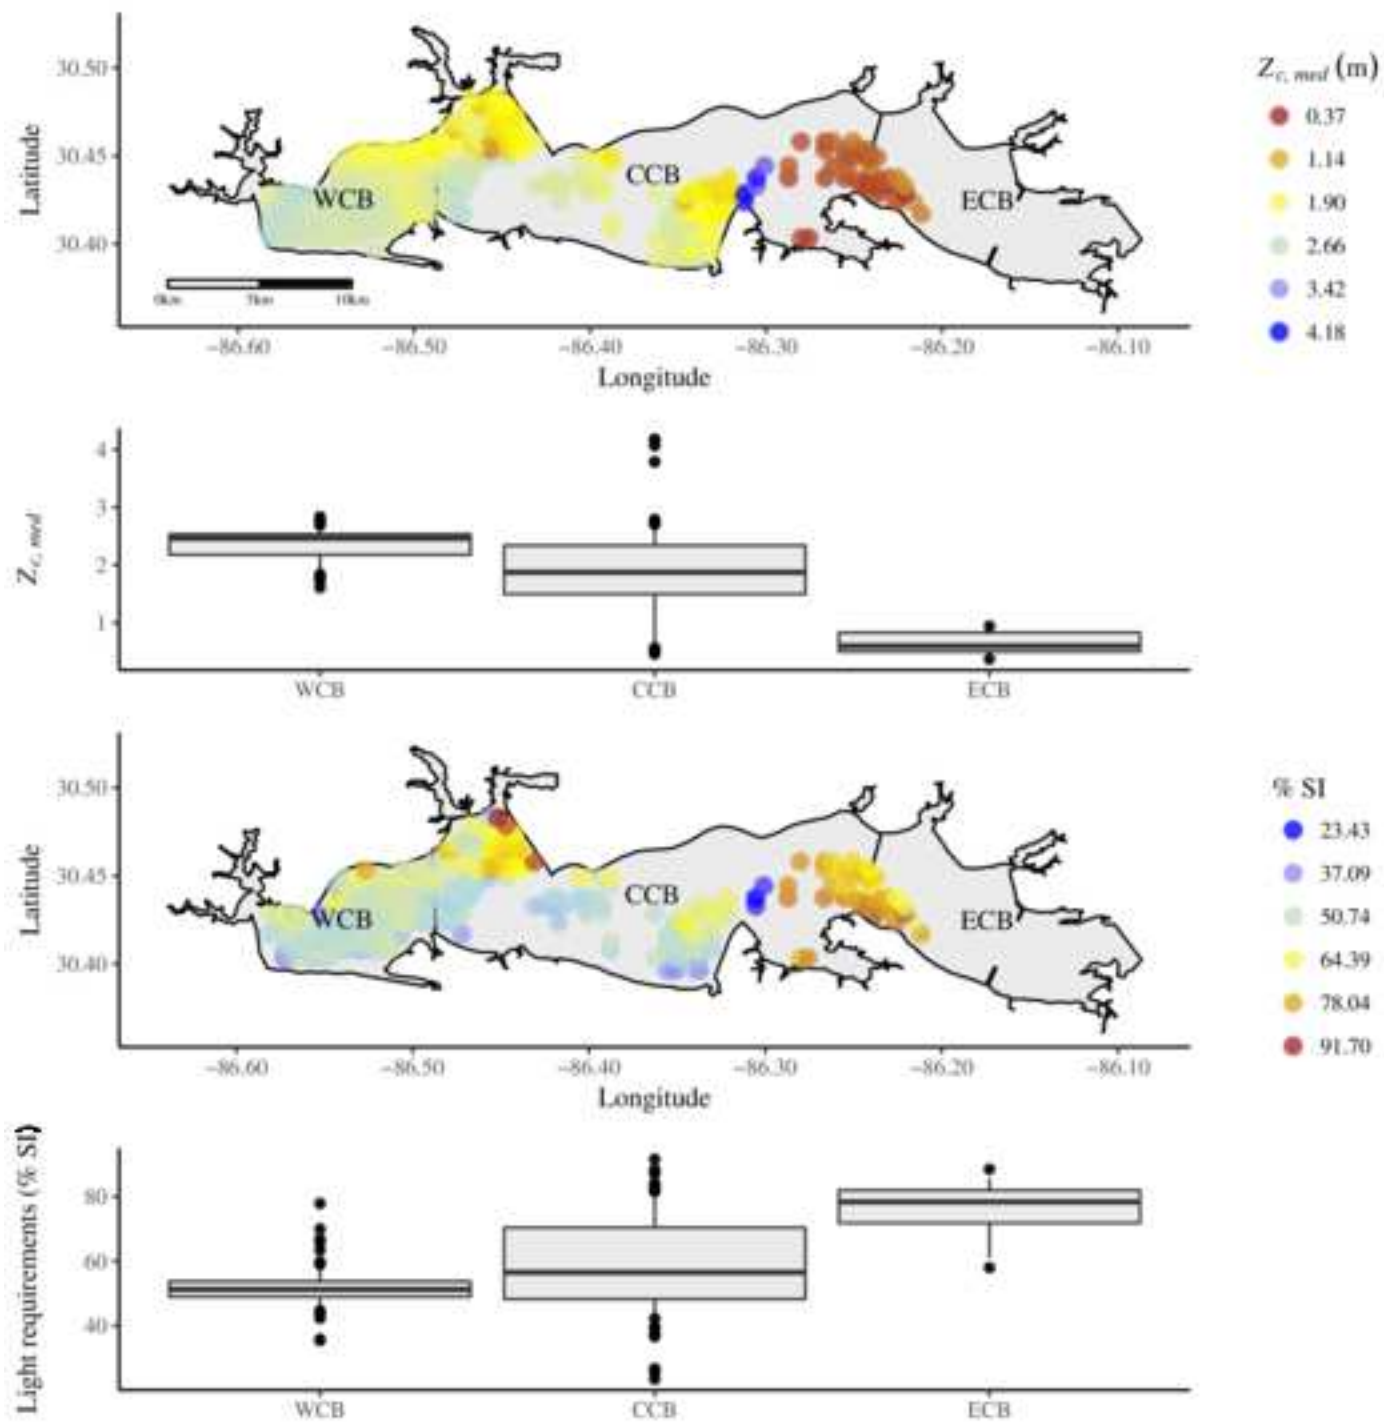 Z c, med (m)
0.37
1.14
1.90
2.66
3.42
4.18
Latitude
30.50
30.45
30.40
WCB
CCB
ECB
0km
10km
−86.60
−86.50
−86.40
−86.30
−86.20
−86.10
Longitude
Z c, med
4
3
2
1
WCB
CCB
ECB
% SI
23.43
37.09
50.74
64.39
78.04
91.70
Latitude
30.50
30.45
30.40
WCB
CCB
ECB
−86.60
−86.50
−86.40
−86.30
−86.20
−86.10
Longitude
Light requirements (% SI)
80
60
40
WCB
CCB
ECB